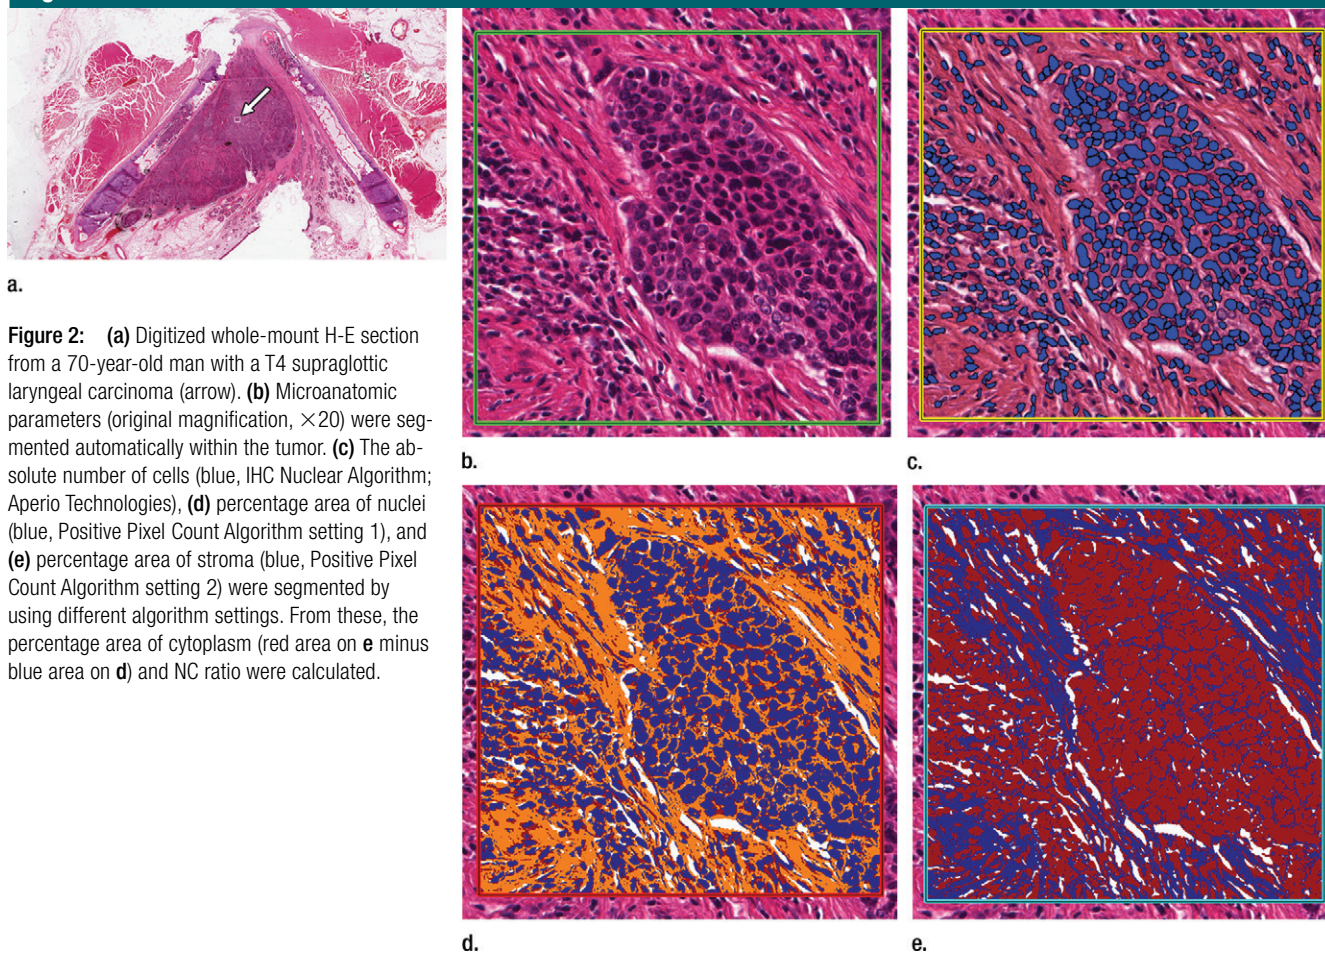 a.
Figure 2: (a) Digitized whole-mount H-E section
from a 70-year-old man with a T4 supraglottic
laryngeal carcinoma (arrow). (b) Microanatomic
parameters (original magnification, ×20) were seg-
mented automatically within the tumor. (c) The ab-
solute number of cells (blue, IHC Nuclear Algorithm;
Aperio Technologies), (d) percentage area of nuclei
(blue, Positive Pixel Count Algorithm setting 1), and
(e) percentage area of stroma (blue, Positive Pixel
Count Algorithm setting 2) were segmented by
using different algorithm settings. From these, the
percentage area of cytoplasm (red area on e minus
blue area on d) and NC ratio were calculated.
b.
c.
d.
e.